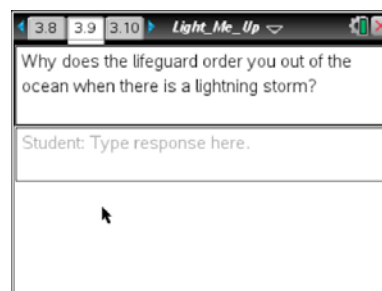 3.8 3.9 3.10 Light_Me_Up
Why does the lifeguard order you out of the
ocean when there is a lightning storm?
Student: Type response here.